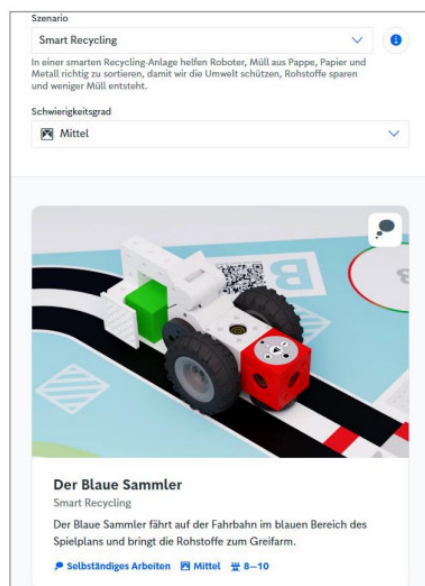 Szenario
Smart Recycling
In einer smarten Recycling-Anlage helfen Roboter, Müll aus Pappe, Papier und
Metall richtig zu sortieren, damit wir die Umwelt schützen, Rohstoffe sparen
und weniger Müll entsteht.
Schwierigkeitsgrad
Mittel
B
Der Blaue Sammler
Smart Recycling
Der Blaue Sammler fährt auf der Fahrbahn im blauen Bereich des
Spielplans und bringt die Rohstoffe zum Greifarm.
Selbständiges Arbeiten Mittel 8–10